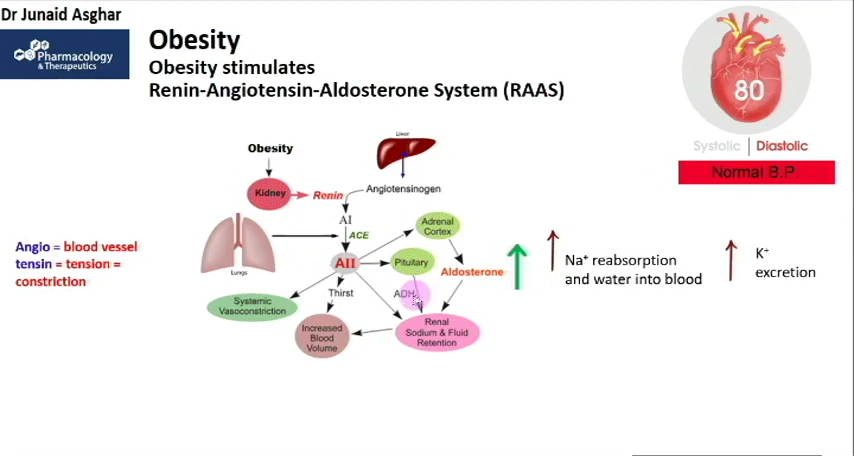 Dr Junaid Asghar
Pharmacology
& Therapeutics
Obesity
Obesity stimulates
Renin-Angiotensin-Aldosterone System (RAAS)
80
Systolic | Diastolic
Normal B.P.
Liver
Obesity
Kidney
Renin
Angiotensinogen
AI
ACE
Adrenal
Cortex
Lungs
AII
Pituitary
Aldosterone
Angio = blood vessel
tensin = tension =
constriction
Na⁺ reabsorption
and water into blood
K⁺
excretion
Systemic
Vasoconstriction
Thirst
ADH
Increased
Blood
Volume
Renal
Sodium & Fluid
Retention